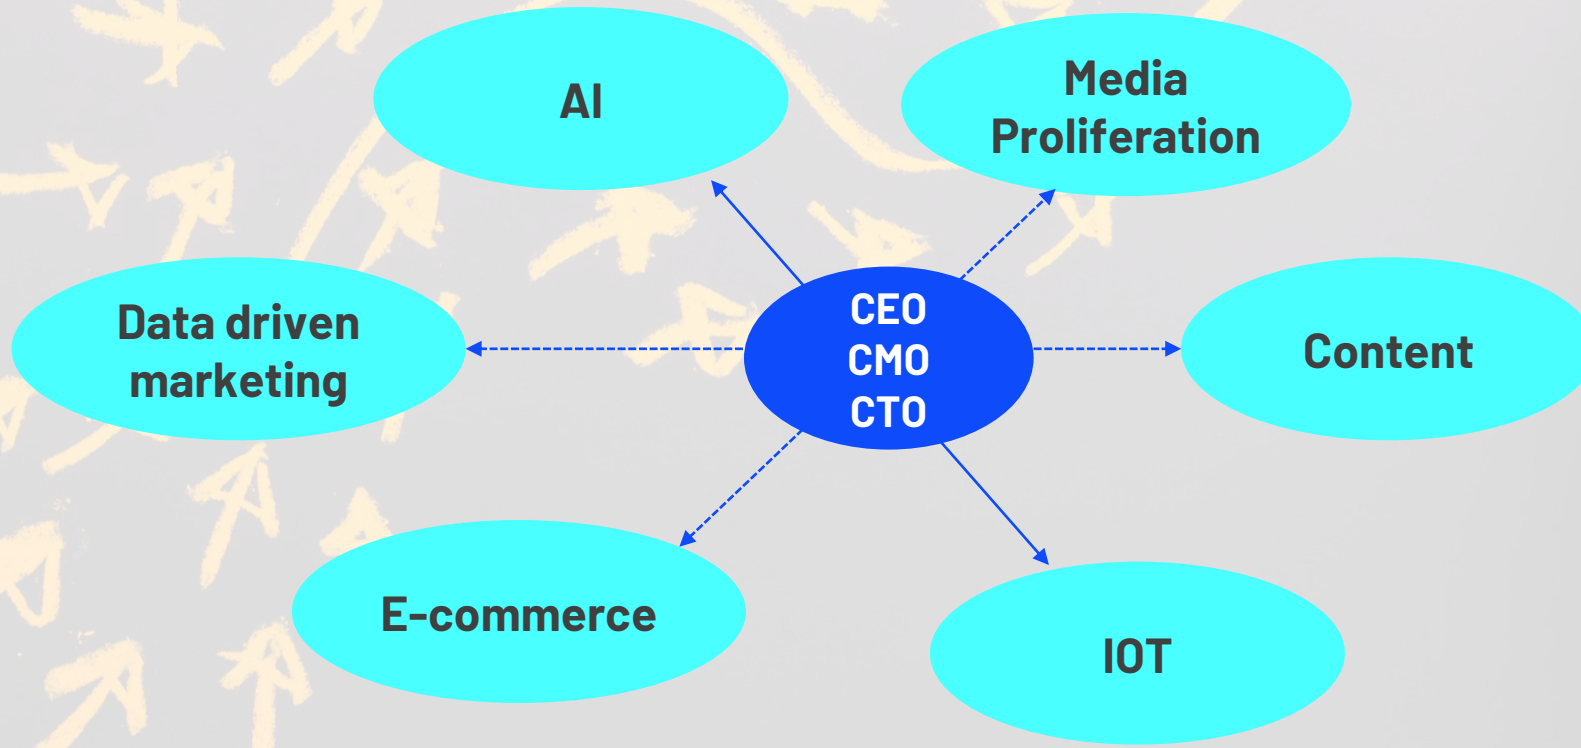 AI
Media
Proliferation
Data driven
marketing
CEO
CMO
CTO
Content
E-commerce
IOT